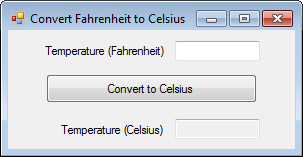 Convert Fahrenheit to Celsius
Temperature (Fahrenheit)
Convert to Celsius
Temperature (Celsius)